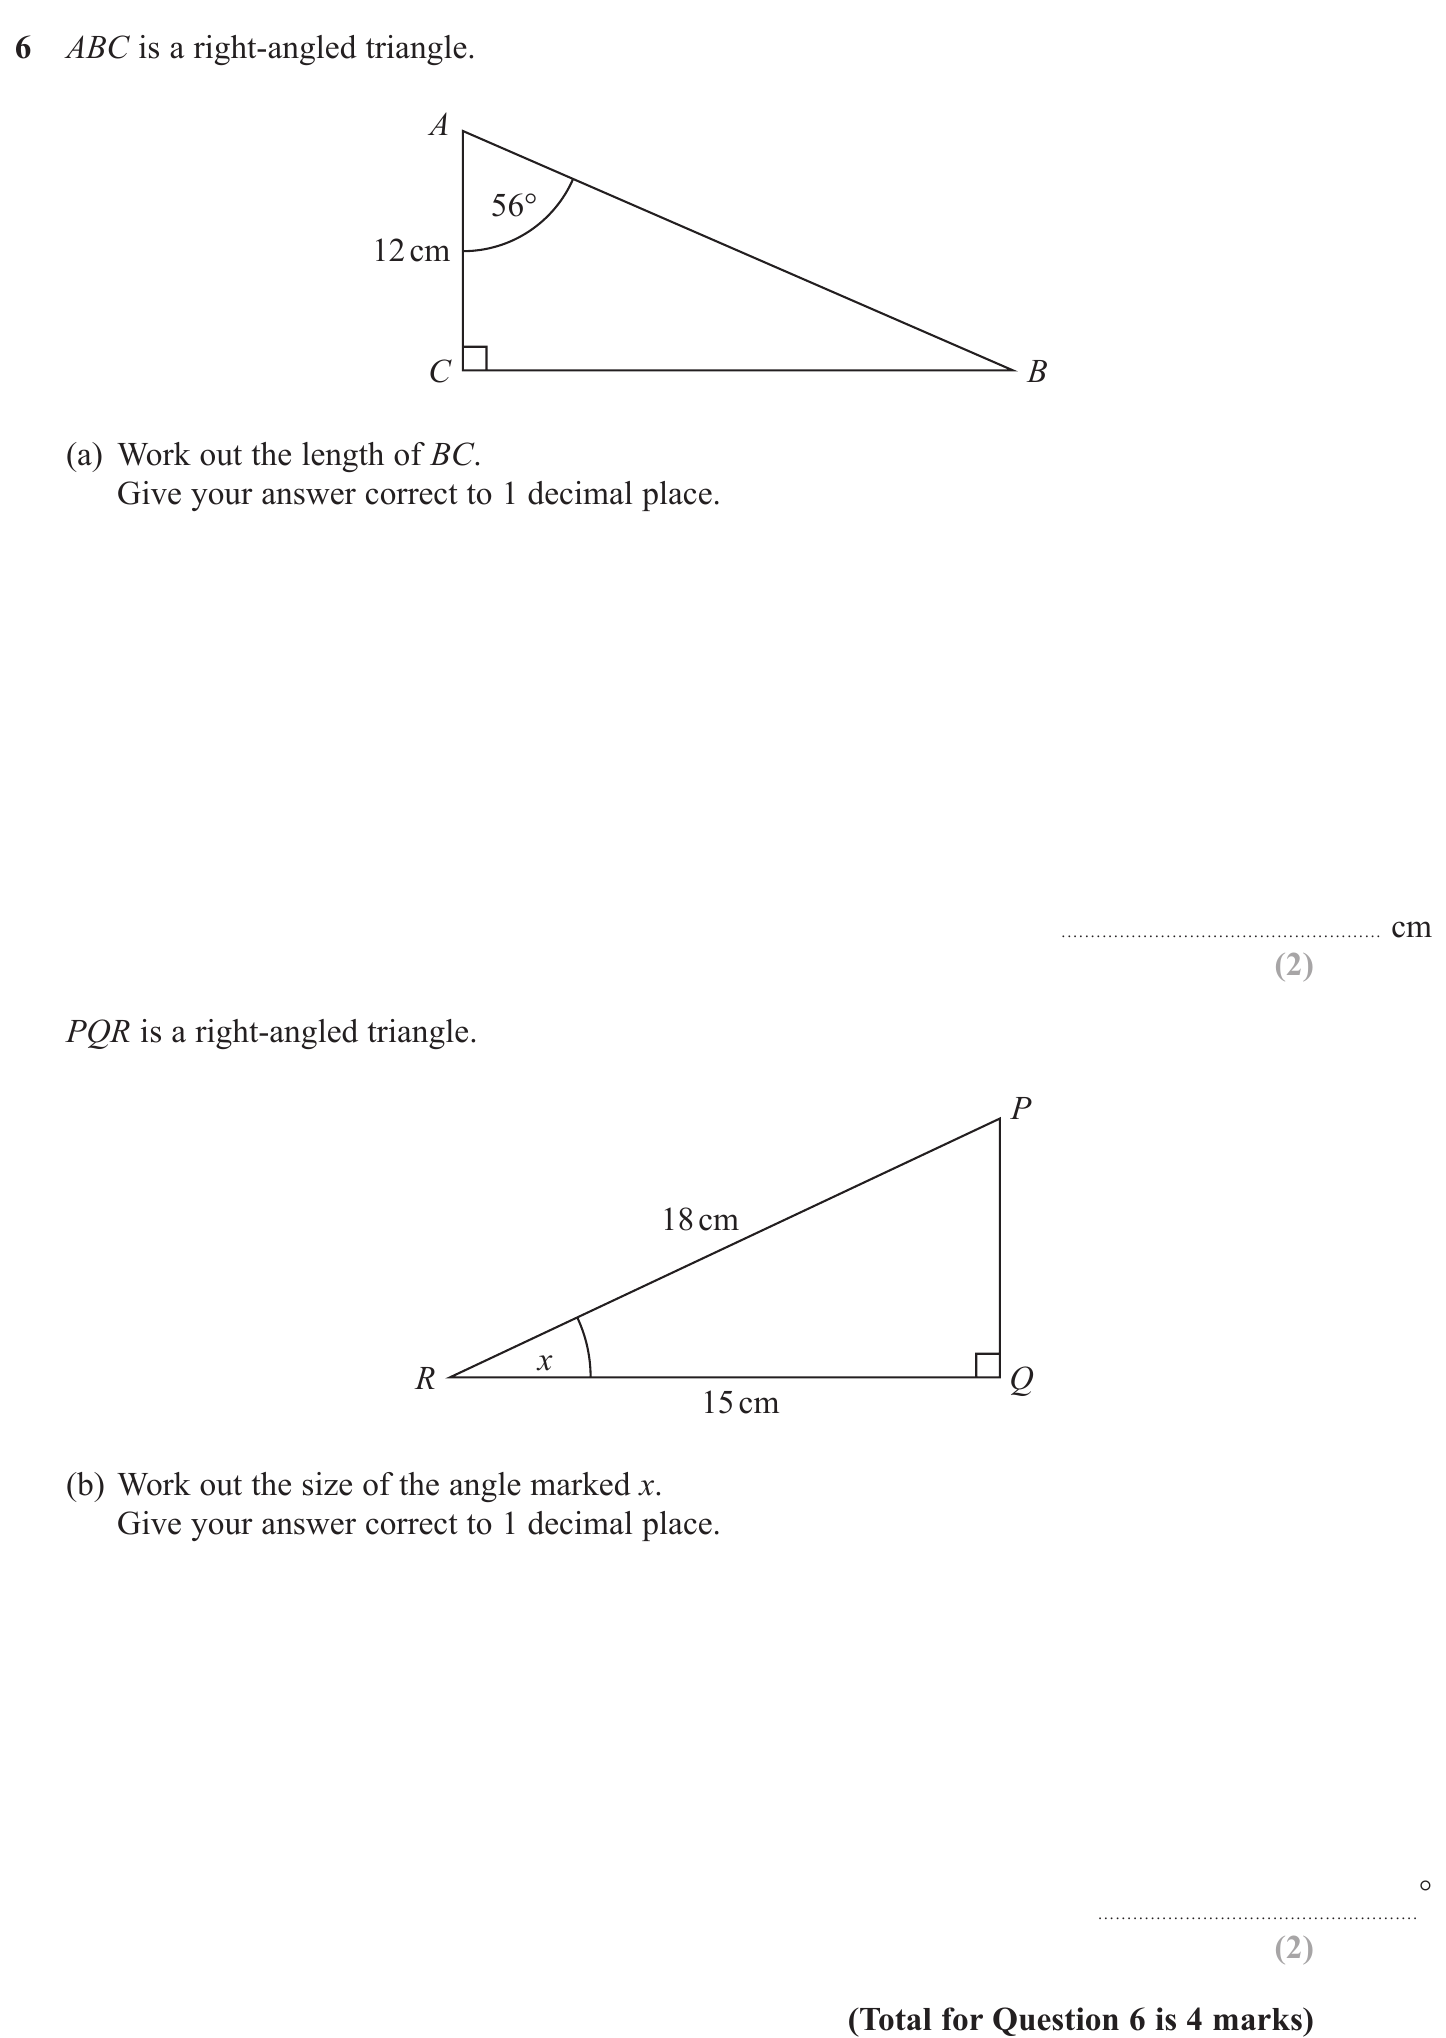 6 ABC is a right-angled triangle.
A
56°
12 cm
C
B
(a) Work out the length of BC.
Give your answer correct to 1 decimal place.
cm
(2)
PQR is a right-angled triangle.
P
18 cm
x
R
Q
15 cm
(b) Work out the size of the angle marked x.
Give your answer correct to 1 decimal place.
°
(2)
(Total for Question 6 is 4 marks)